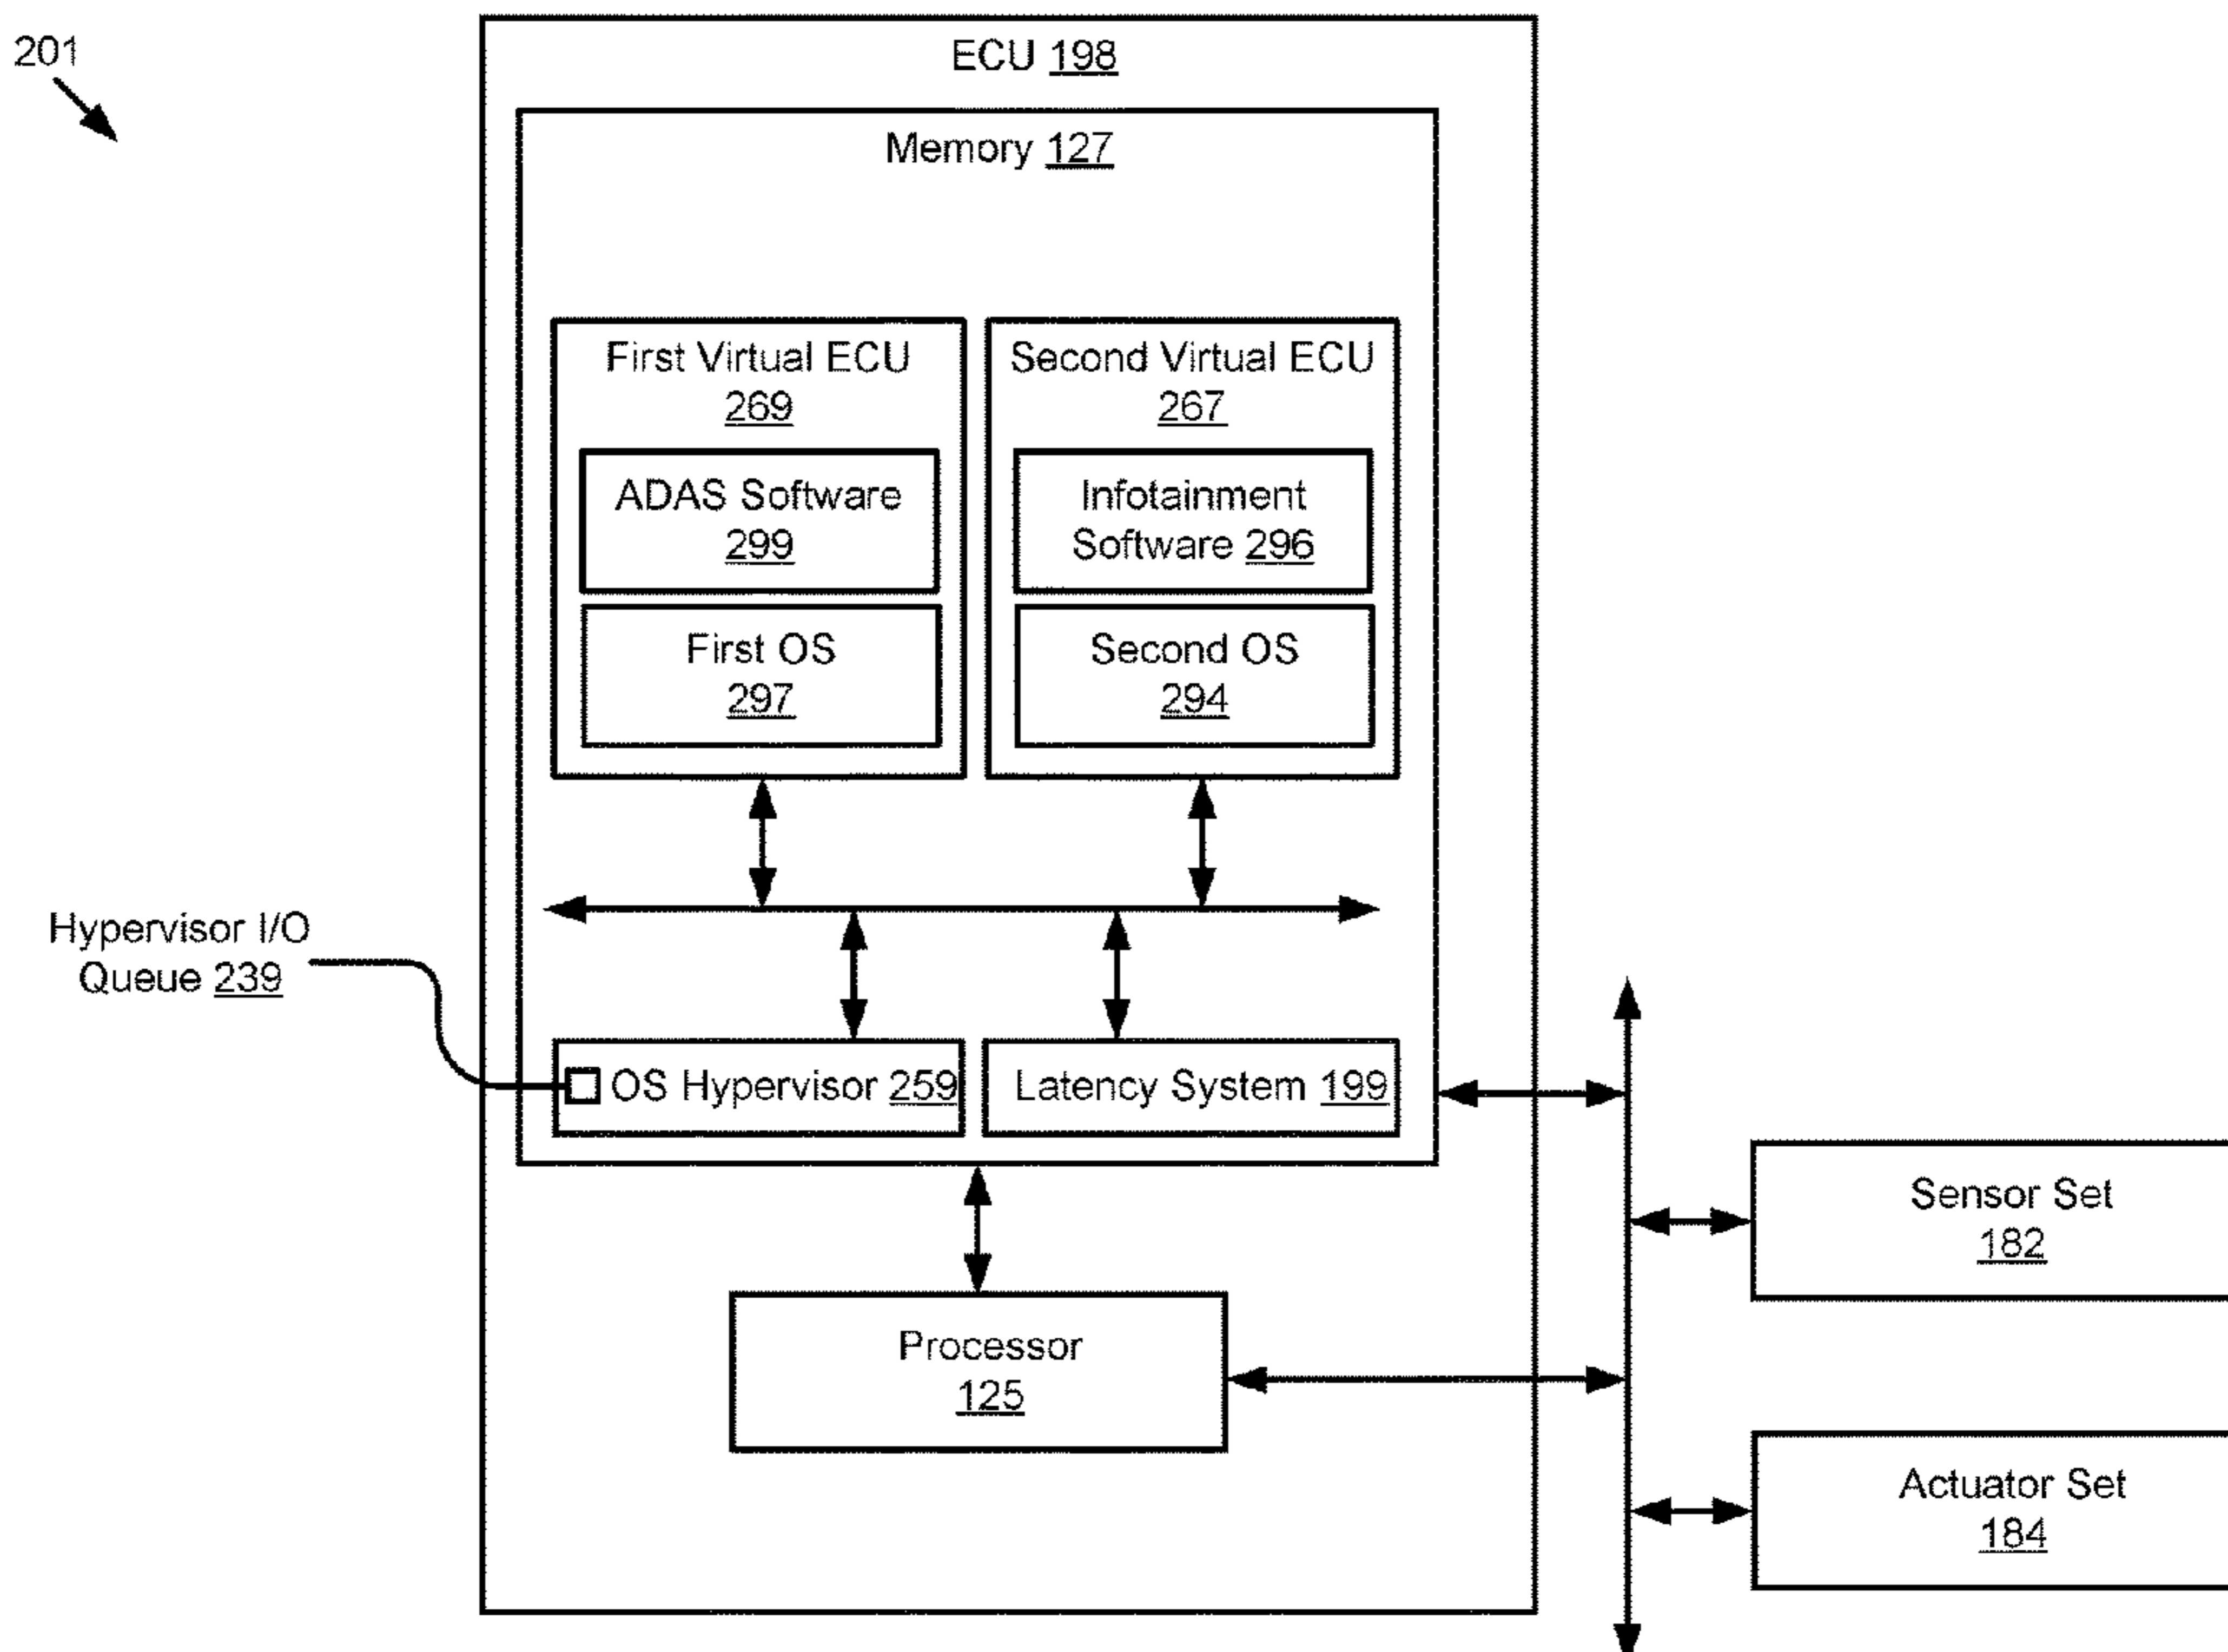 201
ECU 198
Memory 127
First Virtual ECU
269
ADAS Software
299
First OS
297
Second Virtual ECU
267
Infotainment
Software 296
Second OS
294
Hypervisor I/O
Queue 239
OS Hypervisor 259
Latency System 199
Processor
125
Sensor Set
182
Actuator Set
184